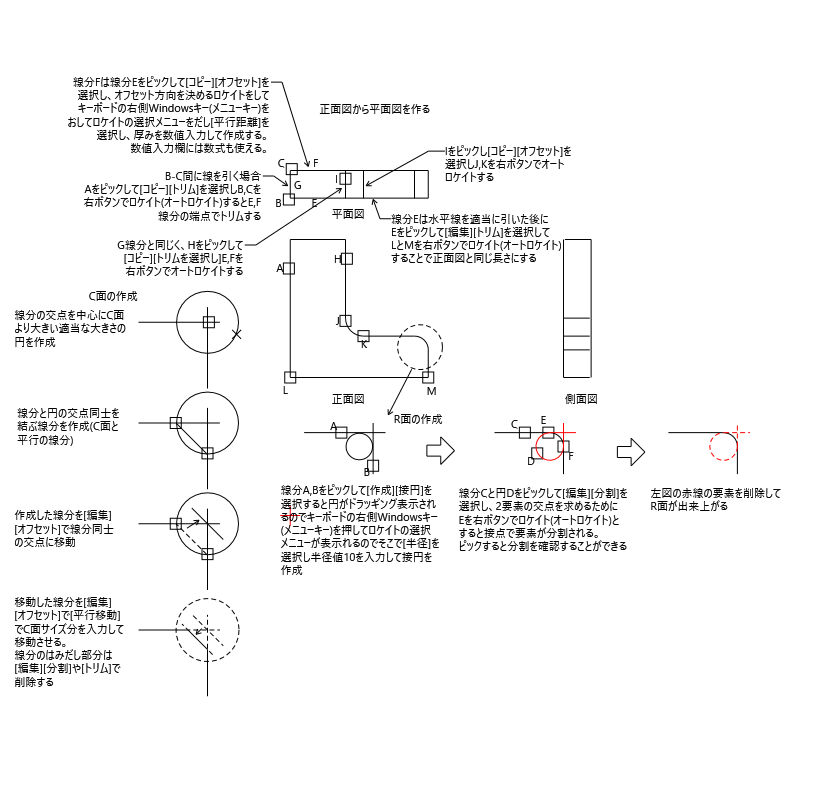 線分Fは線分Eをピックして[コピー][オフセット]を
選択し、オフセット方向を決めるロケイトをして
キーボードの右側Windowsキー(メニューキー)を
おしてロケイトの選択メニューをだし[平行距離]を
選択し、厚みを数値入力して作成する。
数値入力欄には数式も使える。
正面図から平面図を作る
Iをピックし[コピー][オフセット]を
選択しJ,Kを右ボタンでオート
ロケイトする
C
F
I
G
B
E
B-C間に線を引く場合
Aをピックして[コピー][トリム]を選択しB,Cを
右ボタンでロケイト(オートロケイト)するとE,F
線分の端点でトリムする
平面図
線分Eは水平線を適当に引いた後に
Eをピックして[編集][トリム]を選択して
LとMを右ボタンでロケイト(オートロケイト)
することで正面図と同じ長さにする
G線分と同じく、Hをピックして
[コピー][トリムを選択し]E,Fを
右ボタンでオートロケイトする
H
A
J
K
L
M
正面図
側面図
C面の作成
線分の交点を中心にC面
より大きい適当な大きさの
円を作成
線分と円の交点同士を
結ぶ線分を作成(C面と
平行の線分)
作成した線分を[編集]
[オフセット]で線分同士
の交点に移動
移動した線分を[編集]
[オフセット]で[平行移動]
でC面サイズ分を入力して
移動させる。
線分のはみだし部分は
[編集][分割]や[トリム]で
削除する
R面の作成
A
B
線分A,Bをピックして[作成][接円]を
選択すると円がドラッギング表示され
るのでキーボードの右側Windowsキー
(メニューキー)を押してロケイトの選択
メニューが表示れるのでそこで[半径]を
選択し半径値10を入力して接円を
作成
C
E
D
F
線分Cと円Dをピックして[編集][分割]を
選択し、2要素の交点を求めるために
Eを右ボタンでロケイト(オートロケイト)と
すると接点で要素が分割される。
ピックすると分割を確認することができる
左図の赤線の要素を削除して
R面が出来上がる